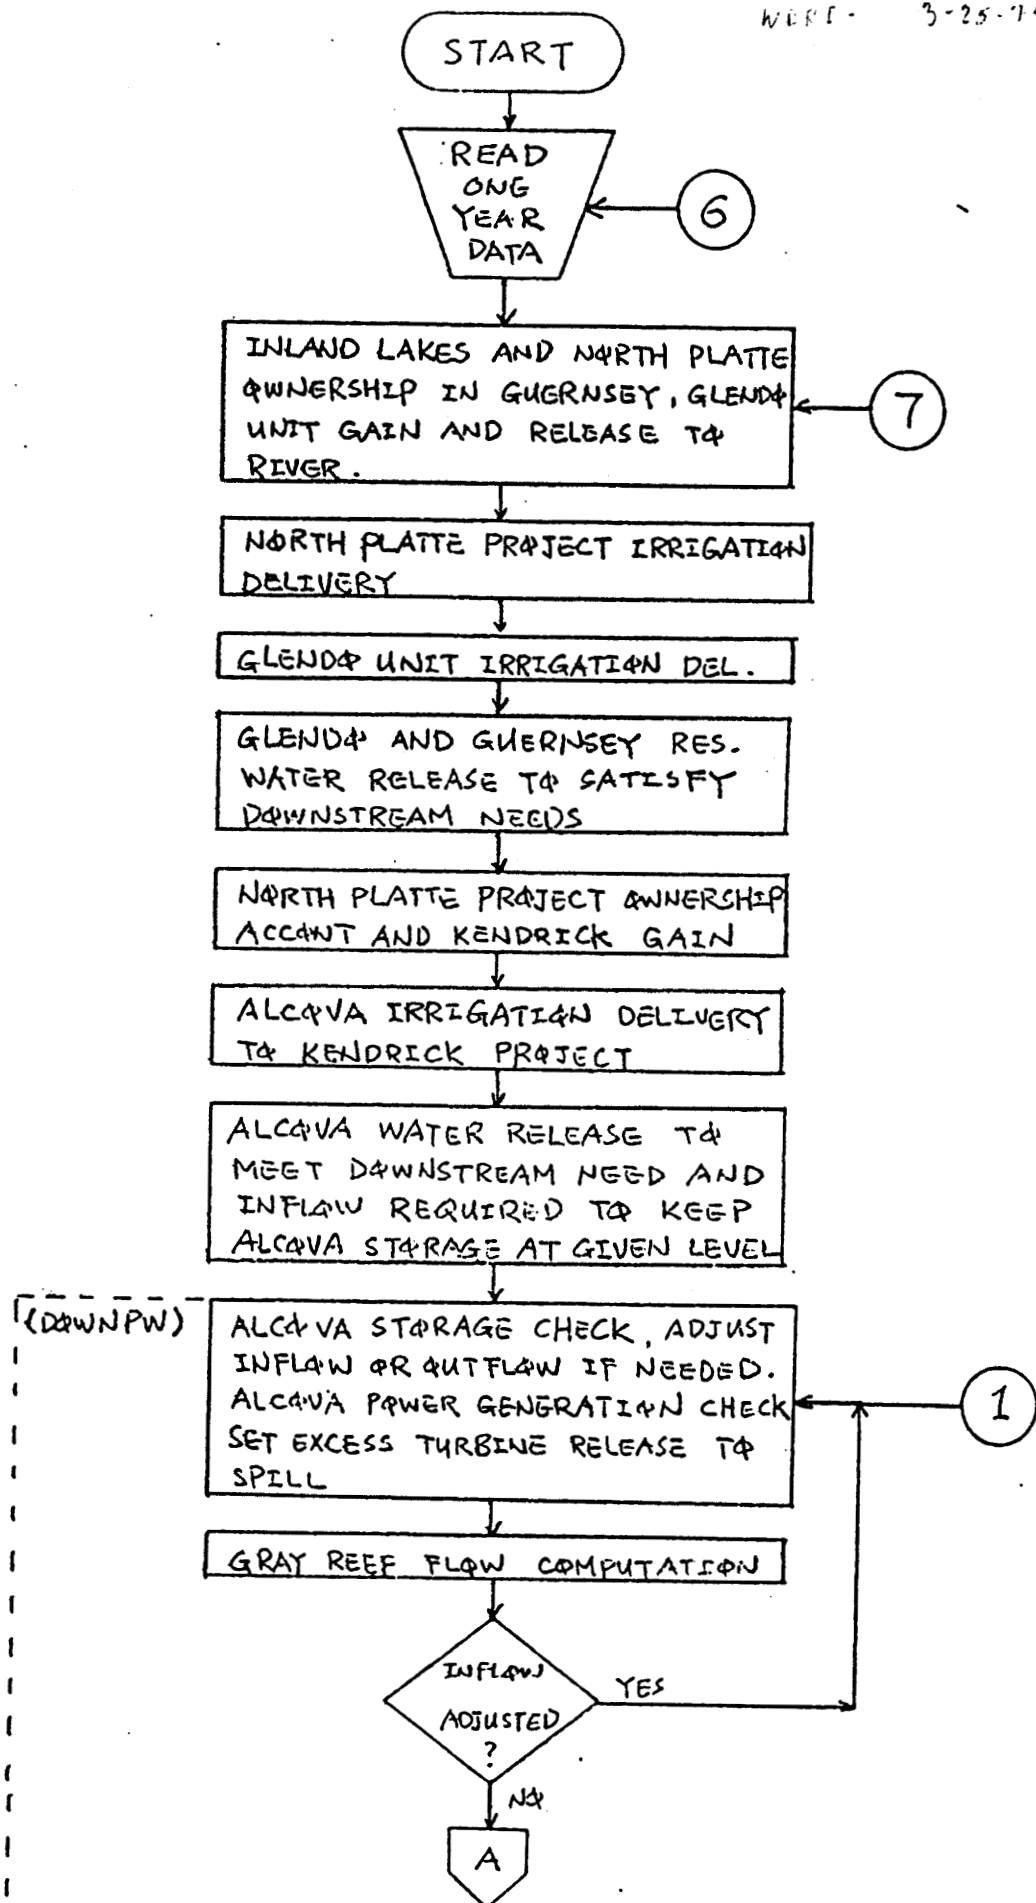 WERE- 3-25-7
START
READ
ONE
YEAR
DATA
6
INLAND LAKES AND NORTH PLATTE
OWNERSHIP IN GUERNSEY, GLENDO
UNIT GAIN AND RELEASE TO
RIVER.
7
NORTH PLATTE PROJECT IRRIGATION
DELIVERY
GLENDO UNIT IRRIGATION DEL.
GLENDO AND GUERNSEY RES.
WATER RELEASE TO SATISFY
DOWNSTREAM NEEDS
NORTH PLATTE PROJECT OWNERSHIP
ACCONT AND KENDRICK GAIN
ALCOVA IRRIGATION DELIVERY
TO KENDRICK PROJECT
ALCOVA WATER RELEASE TO
MEET DOWNSTREAM NEED AND
INFLOW REQUIRED TO KEEP
ALCOVA STORAGE AT GIVEN LEVEL
(DOWNPW)
ALCOVA STORAGE CHECK, ADJUST
INFLOW OR OUTFLOW IF NEEDED.
ALCOVA POWER GENERATION CHECK
SET EXCESS TURBINE RELEASE TO
SPILL
1
GRAY REEF FLOW COMPUTATION
INFLOW
ADJUSTED
?
YES
NO
A